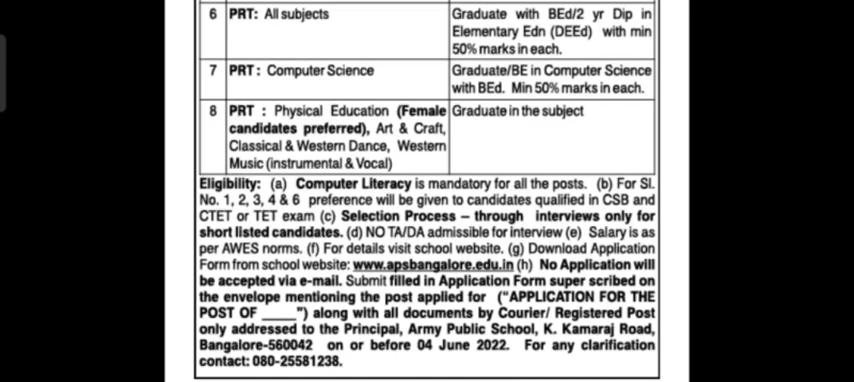 6 PRT: All subjects Graduate with BEd/2 yr Dip in
Elementary Edn (DEEd) with min
50% marks in each.
7 PRT : Computer Science Graduate/BE in Computer Science
with BEd. Min 50% marks in each.
8 PRT : Physical Education (Female Graduate in the subject
candidates preferred), Art & Craft,
Classical & Western Dance, Western
Music (instrumental & Vocal)
Eligibility: (a) Computer Literacy is mandatory for all the posts. (b) For Sl.
No. 1, 2, 3, 4 & 6 preference will be given to candidates qualified in CSB and
CTET or TET exam (c) Selection Process – through interviews only for
short listed candidates. (d) NO TA/DA admissible for interview (e) Salary is as
per AWES norms. (f) For details visit school website. (g) Download Application
Form from school website: www.apsbangalore.edu.in (h) No Application will
be accepted via e-mail. Submit filled in Application Form super scribed on
the envelope mentioning the post applied for ("APPLICATION FOR THE
POST OF _____") along with all documents by Courier/ Registered Post
only addressed to the Principal, Army Public School, K. Kamaraj Road,
Bangalore-560042 on or before 04 June 2022. For any clarification
contact: 080-25581238.